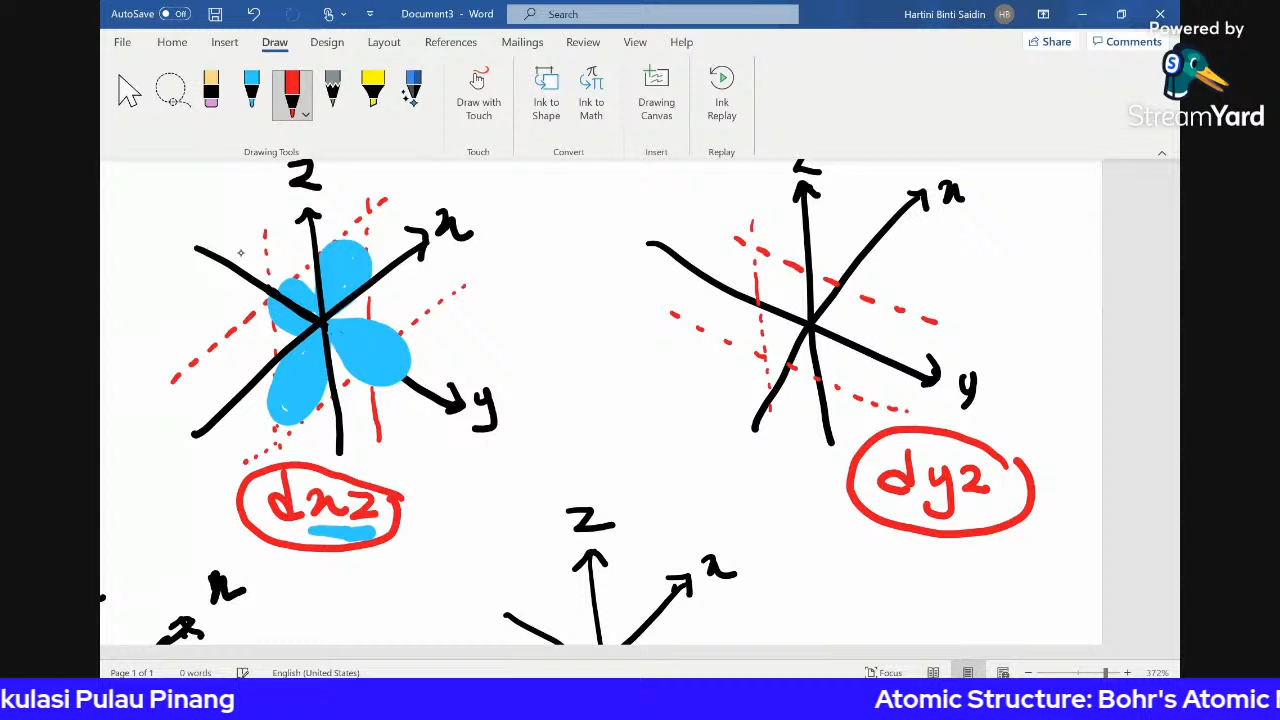 AutoSave Off Document3 - Word Search Hartini Binti Saidin HB
Powered by
S
StreamYard
File Home Insert Draw Design Layout References Mailings Review View Help Share Comments
Draw with Touch
Ink to Shape
Ink to Math
Drawing Canvas
Ink Replay
Drawing Tools Touch Convert Insert Replay
z
x
y
dxz
z
x
y
dyz
x
z
x
Page 1 of 1 0 words English (United States) Focus 372%
kulasi Pulau Pinang Atomic Structure: Bohr's Atomic